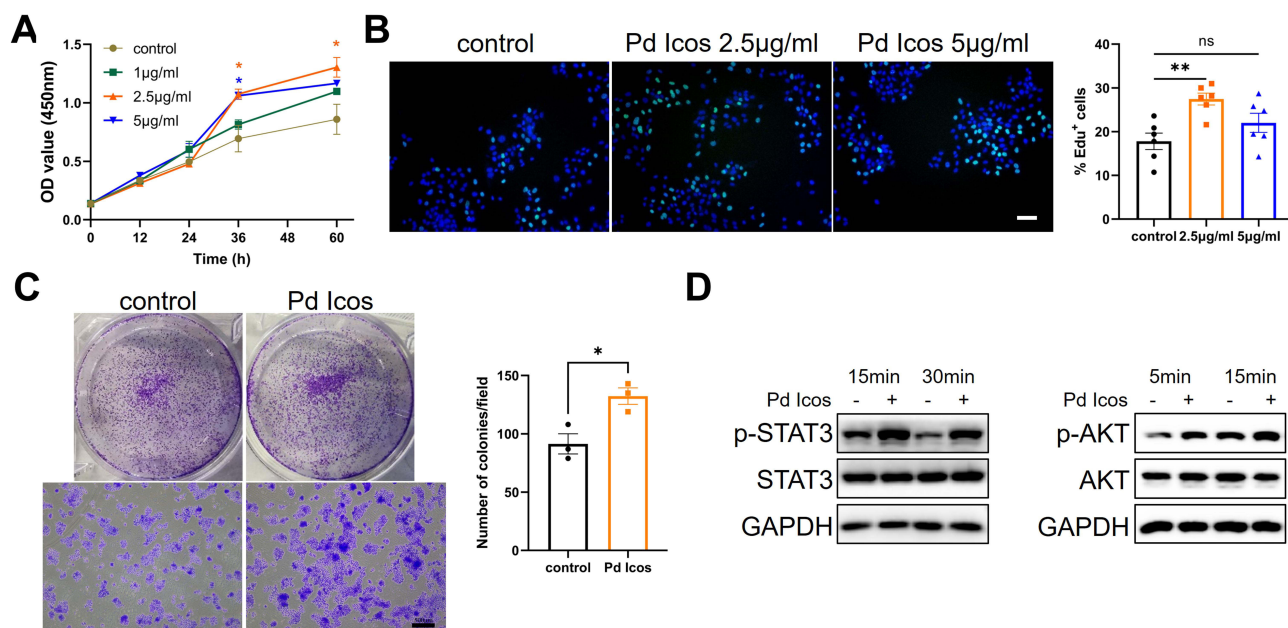 A
OD value (450nm)
1.5
1.0
0.5
0.0
control
1μg/ml
2.5μg/ml
5μg/ml
*
*
*
0 12 24 36 48 60
Time (h)
B
control
Pd Icos 2.5μg/ml
Pd Icos 5μg/ml
% Edu+ cells
40
30
20
10
0
ns
**
control 2.5μg/ml 5μg/ml
C
control
Pd Icos
Number of colonies/field
150
100
50
0
*
control Pd Icos
D
15min 30min
Pd Icos - + - +
p-STAT3
STAT3
GAPDH
5min 15min
Pd Icos - + - +
p-AKT
AKT
GAPDH